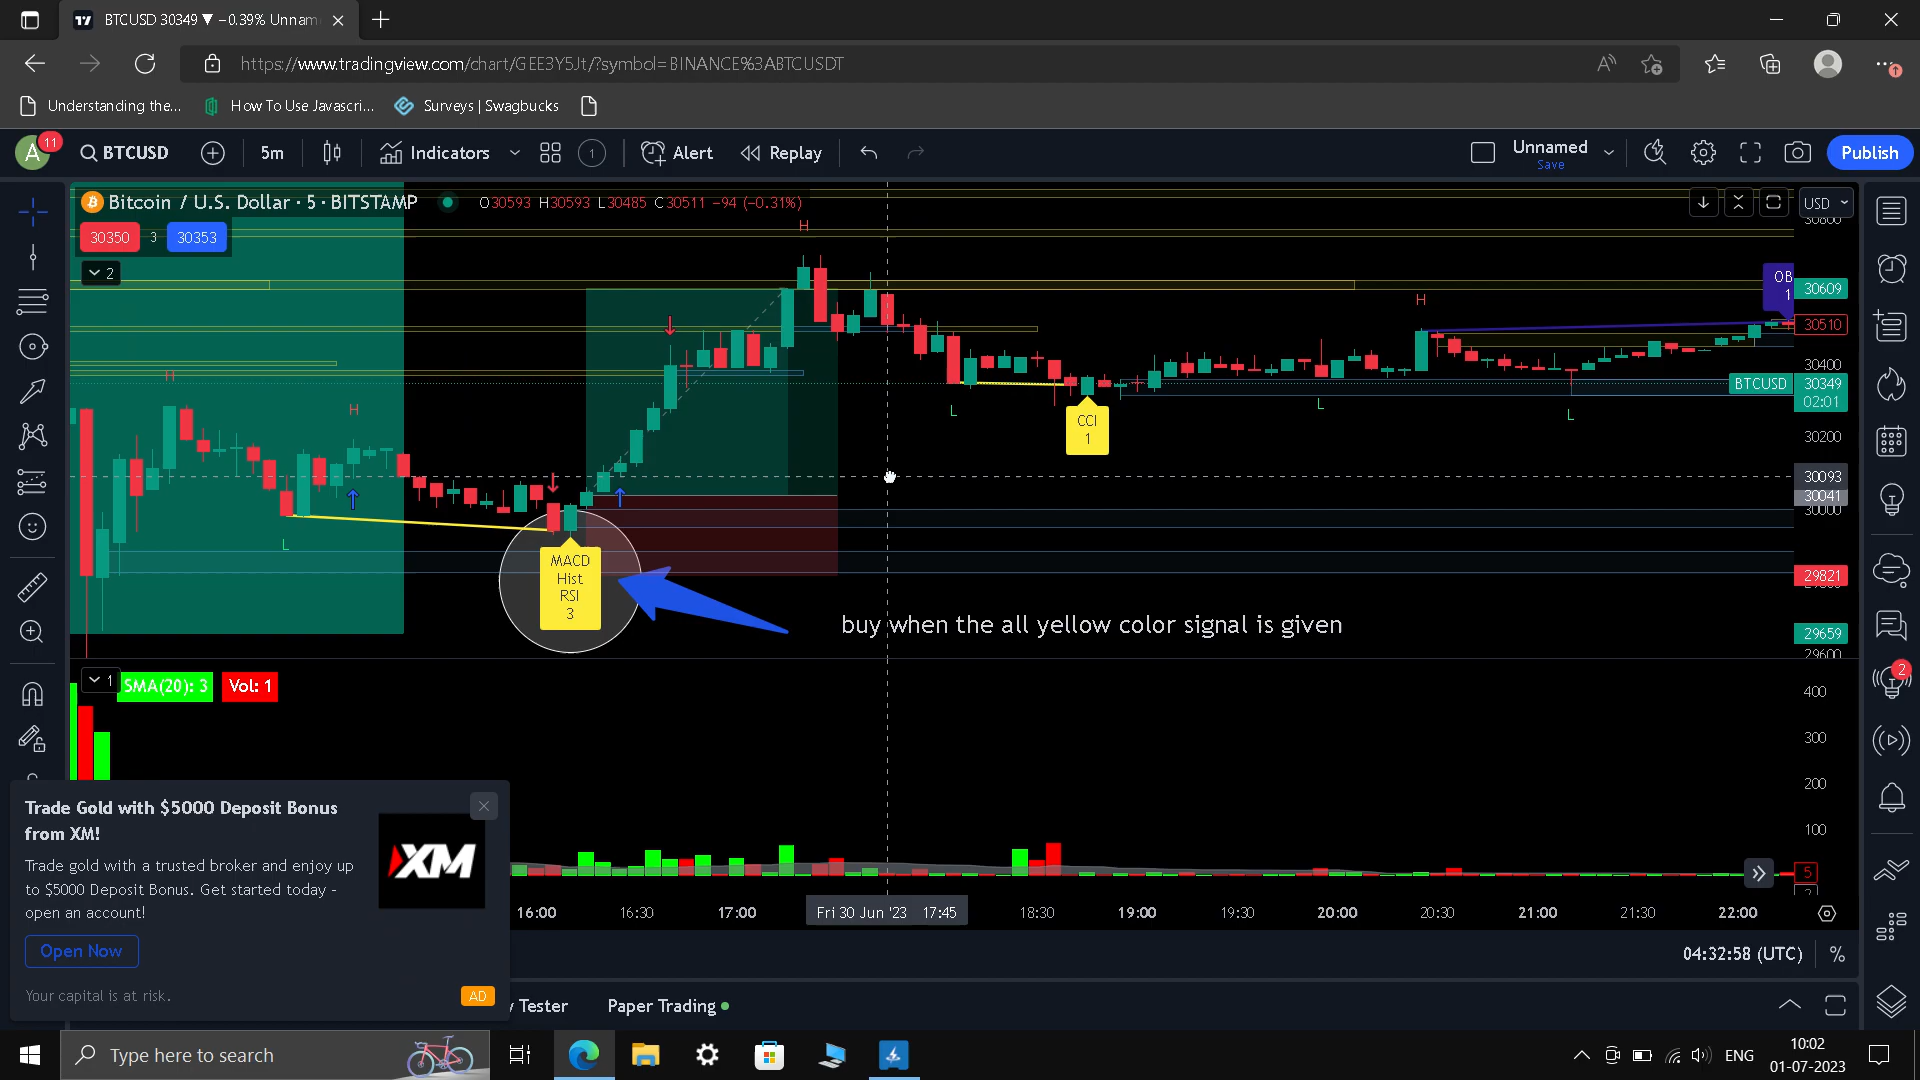 BTCUSD 30349 ▼ −0.39% Unnam
https://www.tradingview.com/chart/GEE3Y5Jt/?symbol=BINANCE%3ABTCUSDT
Understanding the...
How To Use Javascri...
Surveys | Swagbucks
A
11
BTCUSD
5m
Indicators
1
Alert
Replay
Unnamed
Save
Publish
Bitcoin / U.S. Dollar · 5 · BITSTAMP
O30593 H30593 L30485 C30511 −94 (−0.31%)
USD
30800
30350
3
30353
2
H
H
H
H
OB
1
30609
30510
30400
BTCUSD
30349
02:01
L
L
L
L
CCI
1
30200
30093
30041
30000
MACD
Hist
RSI
3
29821
buy when the all yellow color signal is given
29659
29600
1
SMA(20): 3
Vol: 1
2
400
300
200
100
5
Trade Gold with $5000 Deposit Bonus
from XM!
Trade gold with a trusted broker and enjoy up
to $5000 Deposit Bonus. Get started today -
open an account!
XM
Open Now
Your capital is at risk.
AD
16:00
16:30
17:00
Fri 30 Jun '23 17:45
18:30
19:00
19:30
20:00
20:30
21:00
21:30
22:00
04:32:58 (UTC)
%
Tester
Paper Trading
Type here to search
ENG
10:02
01-07-2023